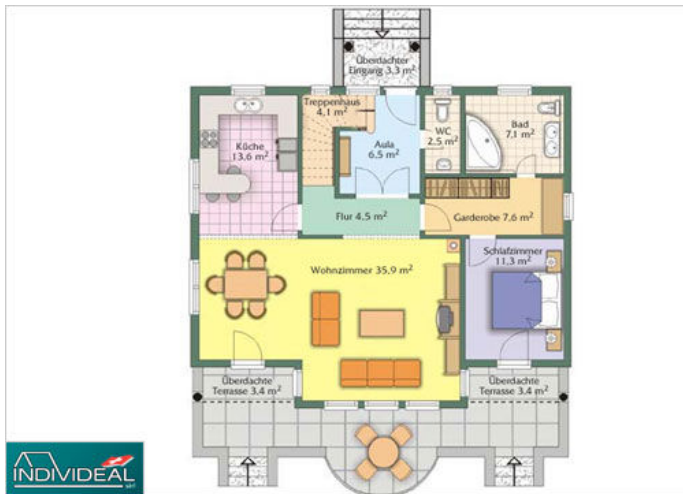 Überdachter
Eingang 3,3 m²
Treppenhaus
4,1 m²
Küche
13,6 m²
Aula
6,5 m²
WC
2,5 m²
Bad
7,1 m²
Flur 4,5 m²
Garderobe 7,6 m²
Wohnzimmer 35,9 m²
Schlafzimmer
11,3 m²
Überdachte
Terrasse 3,4 m²
Überdachte
Terrasse 3,4 m²
INDIVIDEAL